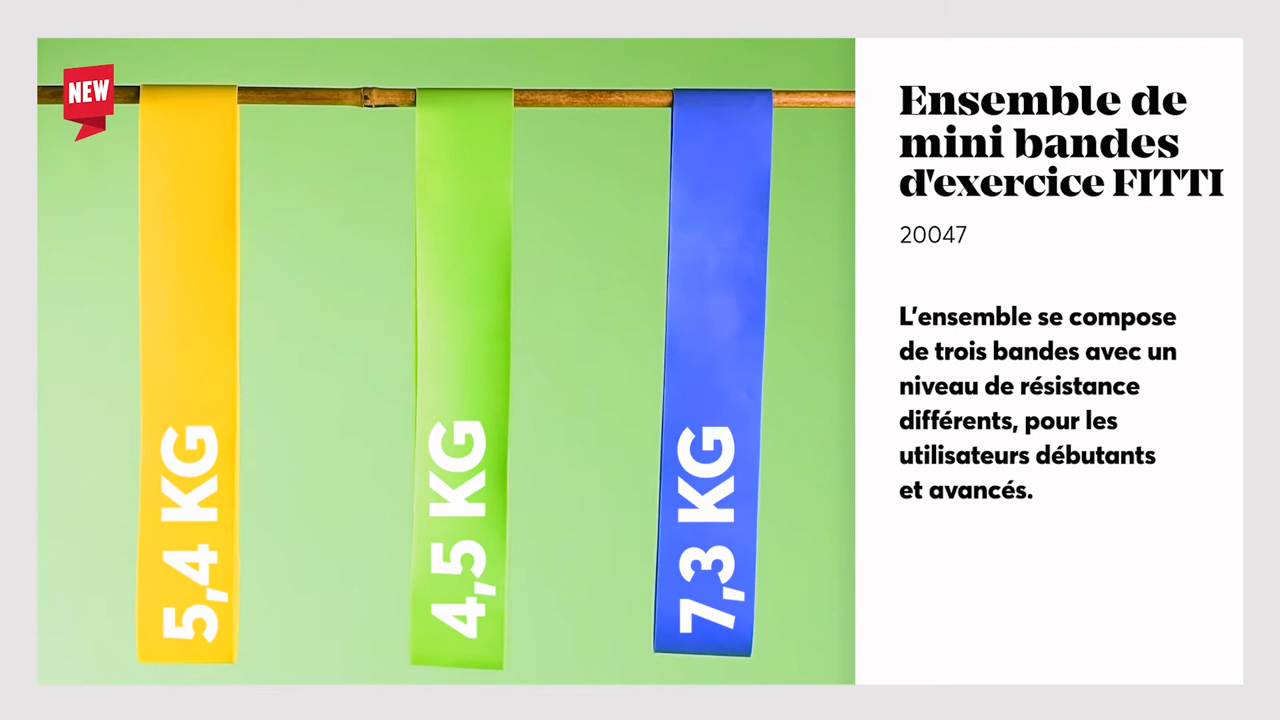 NEW
5,4 KG
4,5 KG
7,3 KG
Ensemble de
mini bandes
d'exercice FITTI
20047
L'ensemble se compose
de trois bandes avec un
niveau de résistance
différents, pour les
utilisateurs débutants
et avancés.